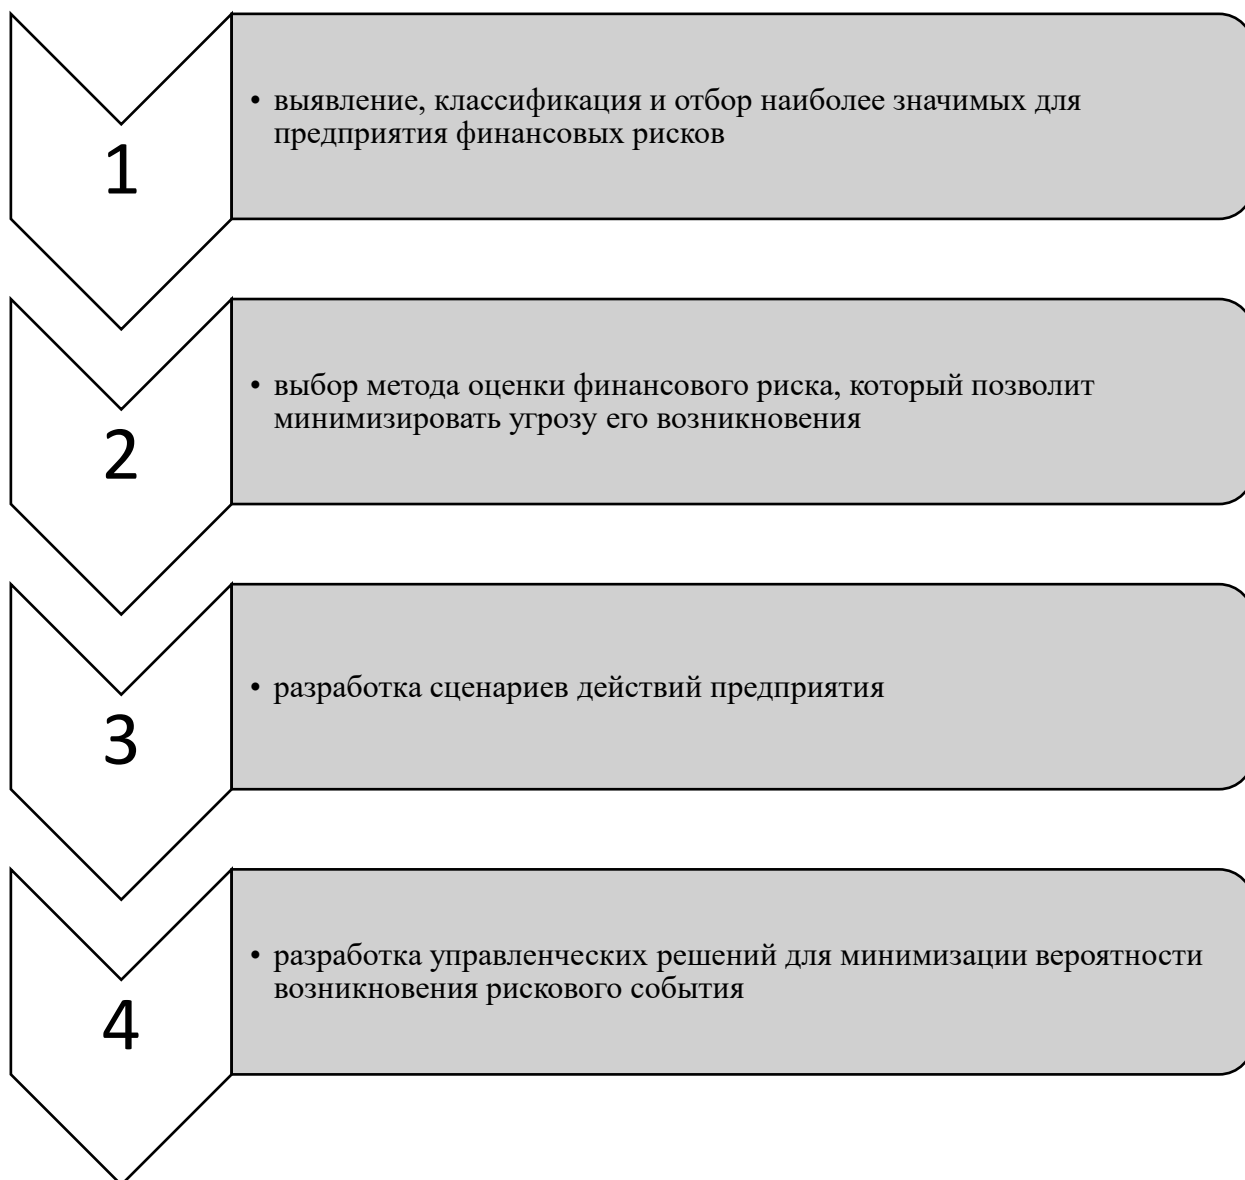 1
• выявление, классификация и отбор наиболее значимых для
предприятия финансовых рисков
2
• выбор метода оценки финансового риска, который позволит
минимизировать угрозу его возникновения
3
• разработка сценариев действий предприятия
4
• разработка управленческих решений для минимизации вероятности
возникновения рискового события